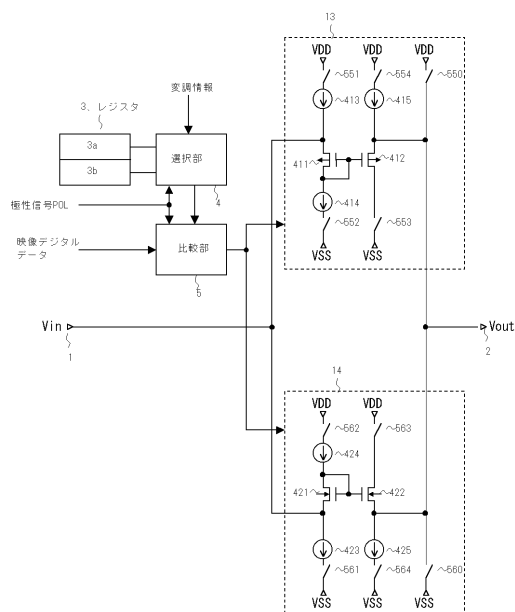 13
VDD
VDD
VDD
551
554
550
変調情報
3、レジスタ
413
415
3a
3b
選択部
411
412
4
414
極性信号POL
552
553
映像デジタル
データ
比較部
VSS
VSS
5
Vin
Vout
1
2
14
VDD
VDD
562
563
424
421
422
423
425
561
564
560
VSS
VSS
VSS